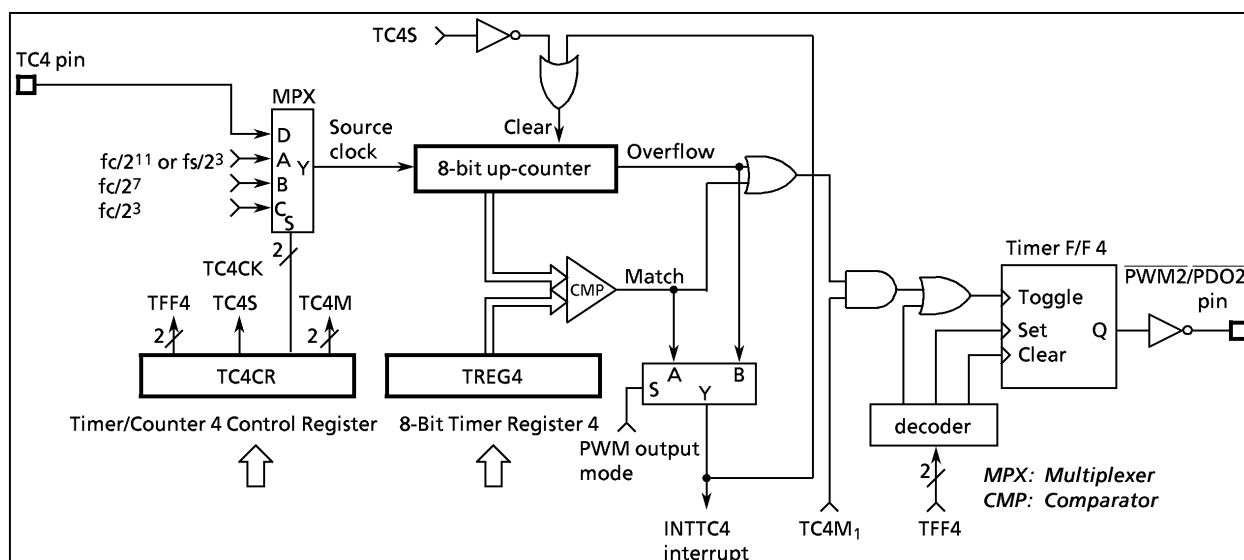 TC4S
TC4 pin
MPX
D
A
B
C
S
Y
fc/2¹¹ or fs/2³
fc/2⁷
fc/2³
Source
clock
Clear
8-bit up-counter
Overflow
2
TC4CK
TFF4
TC4S
TC4M
2
2
TC4CR
Timer/Counter 4 Control Register
CMP
Match
TREG4
8-Bit Timer Register 4
S
A
B
Y
PWM output
mode
INTTC4
interrupt
TC4M₁
Timer F/F 4
Toggle
Set
Clear
Q
PWM2/PDO2
pin
decoder
2
TFF4
MPX: Multiplexer
CMP: Comparator